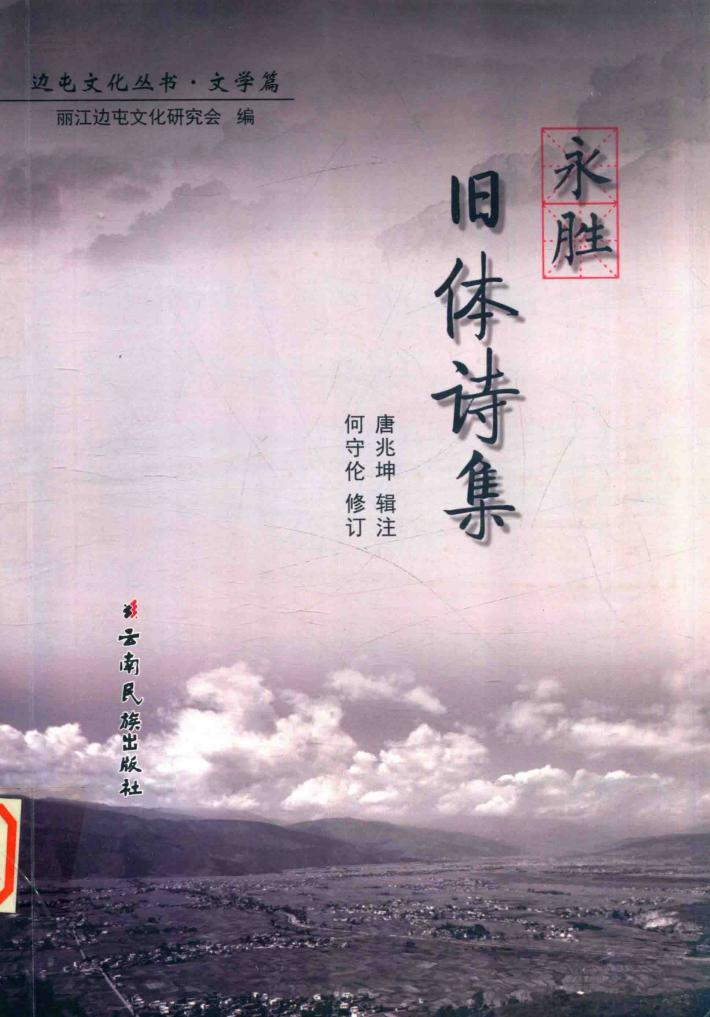 边屯文化丛书·文学篇
丽江边屯文化研究会 编
永胜
旧体诗集
唐兆坤 辑注
何守伦 修订
云南民族出版社